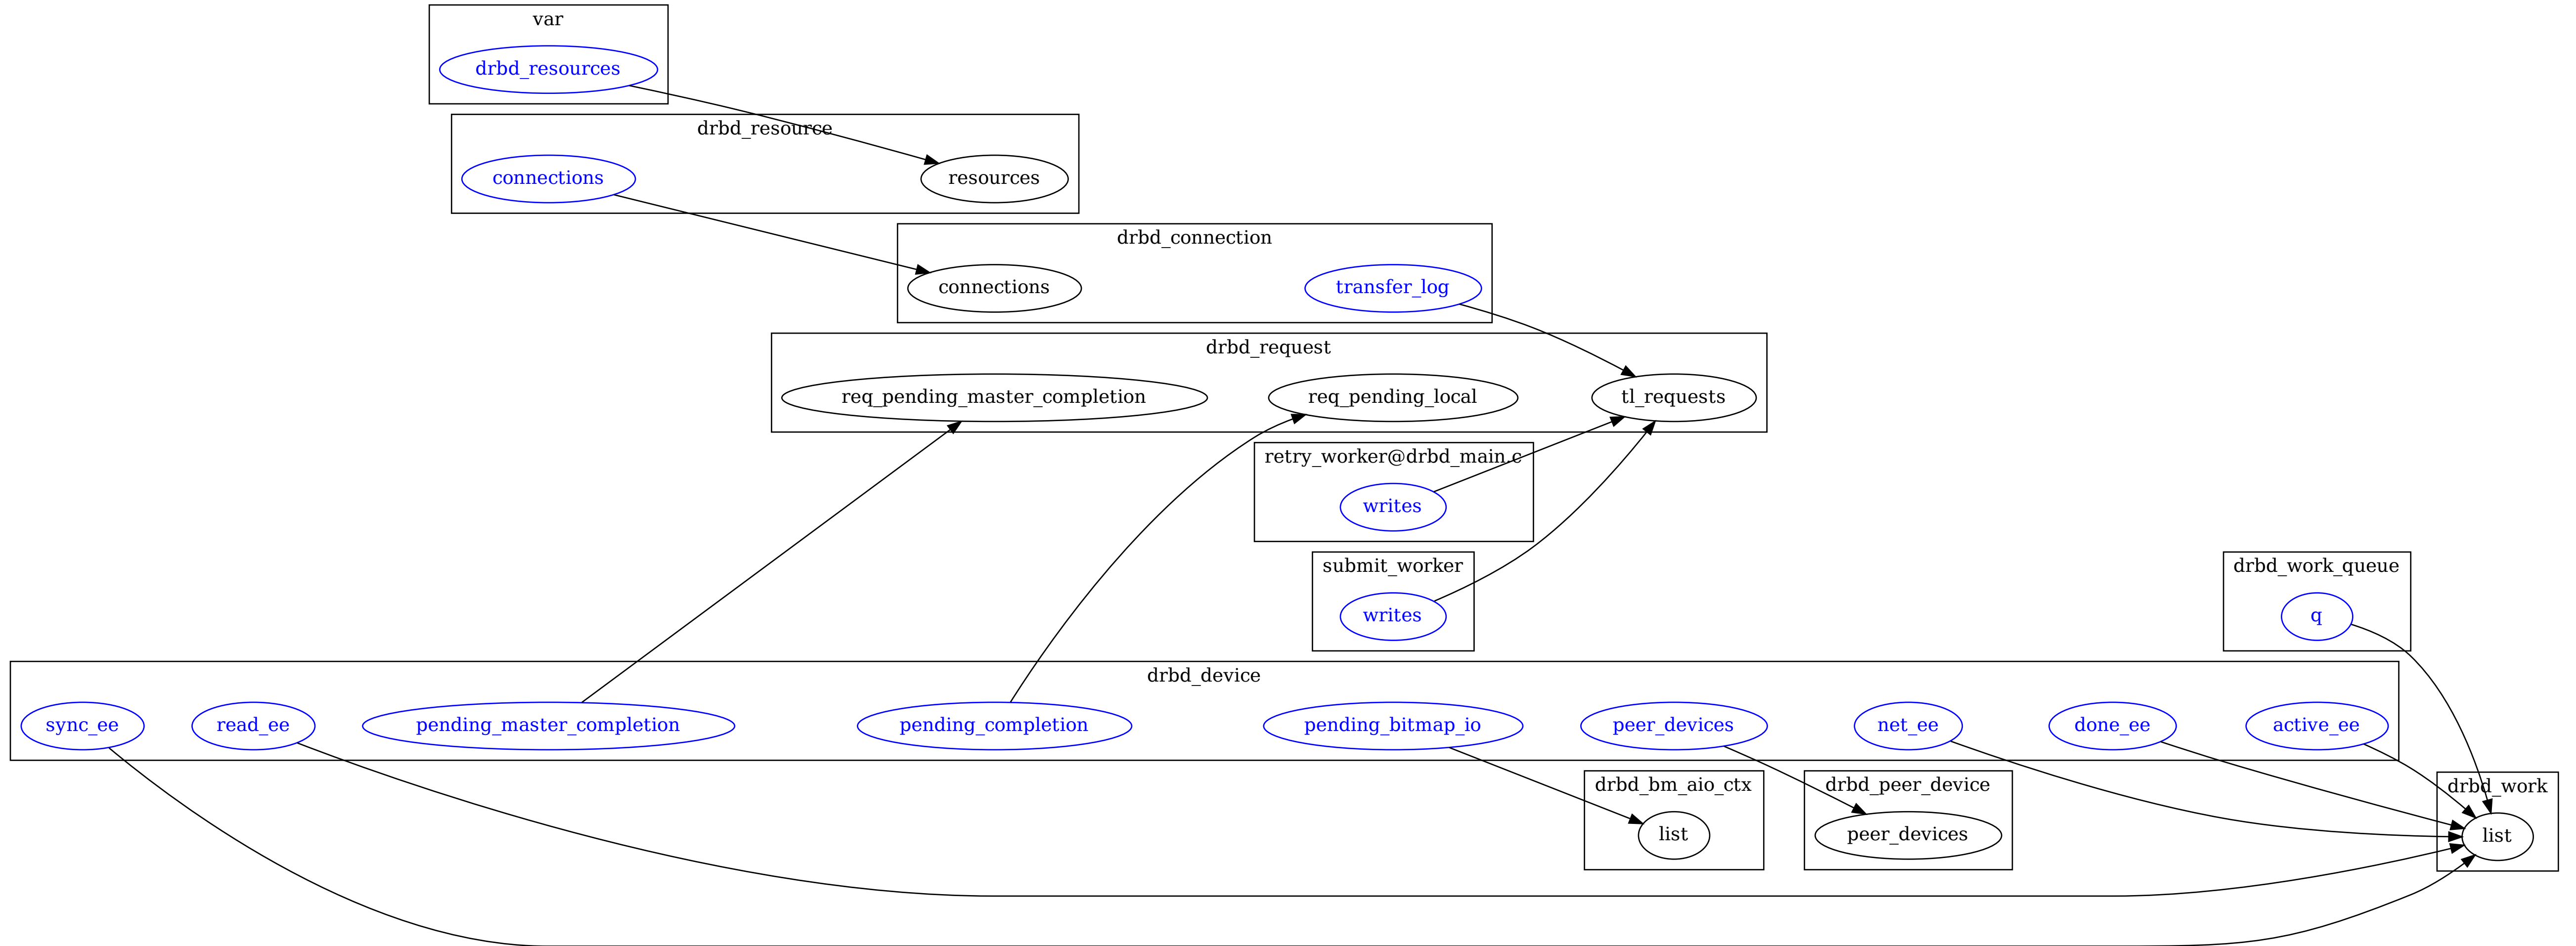 var
drbd_resources
drbd_resource
connections
resources
drbd_connection
connections
transfer_log
drbd_request
req_pending_master_completion
req_pending_local
tl_requests
retry_worker@drbd_main.c
writes
submit_worker
writes
drbd_work_queue
q
drbd_device
sync_ee
read_ee
pending_master_completion
pending_completion
pending_bitmap_io
peer_devices
net_ee
done_ee
active_ee
drbd_bm_aio_ctx
list
drbd_peer_device
peer_devices
drbd_work
list